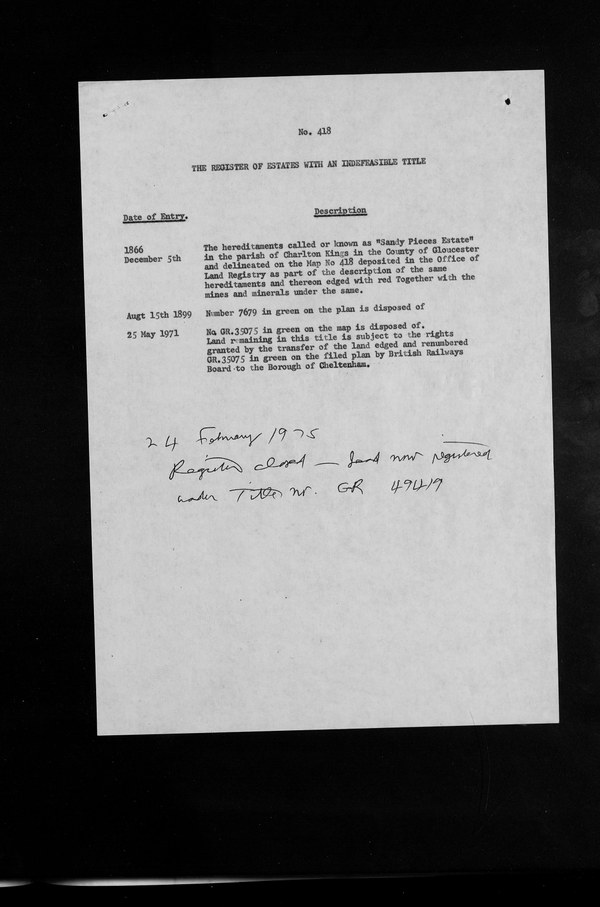 No. 418
THE REGISTER OF ESTATES WITH AN INDEFEASIBLE TITLE
Date of Entry.
Description
1866
December 5th
The hereditaments called or known as "Sandy Pieces Estate"
in the parish of Charlton Kings in the County of Gloucester
and delineated on the Map No 418 deposited in the Office of
Land Registry as part of the description of the same
hereditaments and thereon edged with red Together with the
mines and minerals under the same.
Augt 15th 1899
Number 7679 in green on the plan is disposed of
25 May 1971
No GR.35075 in green on the map is disposed of.
Land remaining in this title is subject to the rights
granted by the transfer of the land edged and renumbered
GR.35075 in green on the filed plan by British Railways
Board to the Borough of Cheltenham.
24 February 1975
Register closed — land now registered
under Title No. GR 49419